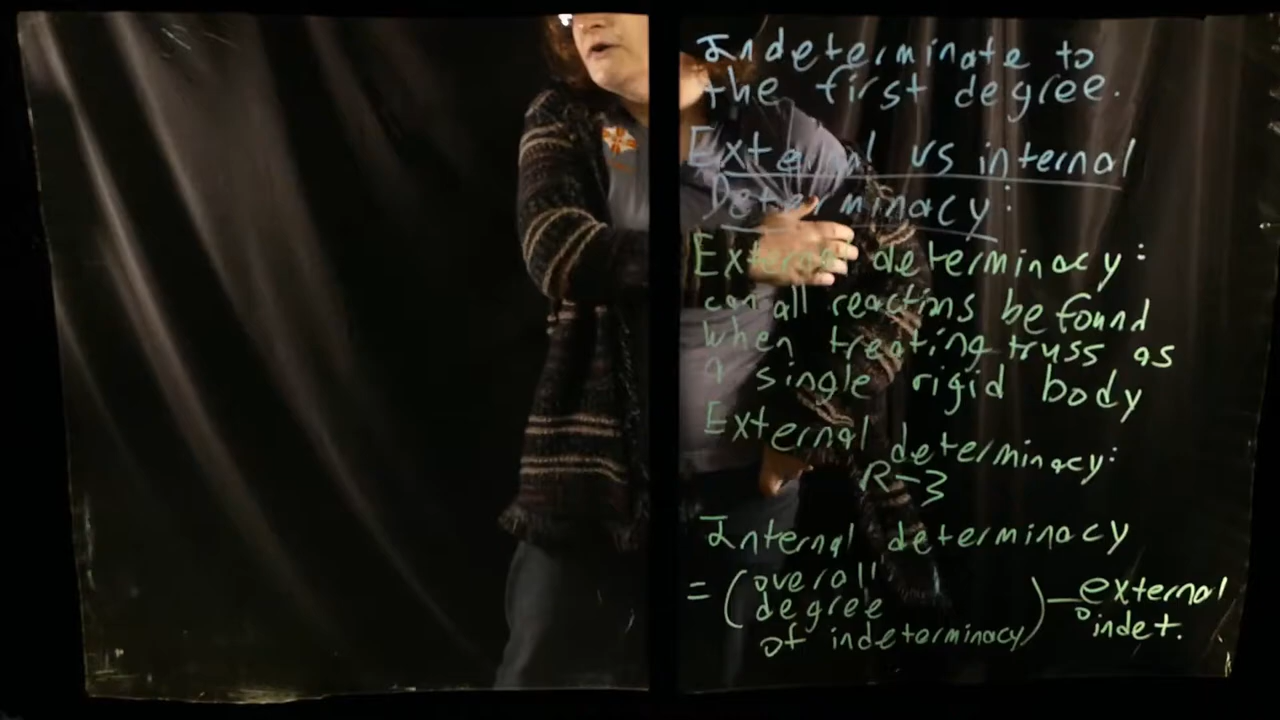 Indeterminate to
the first degree.
External vs internal
Determinacy:
External determinacy:
can all reactions be found
when treating truss as
a single rigid body
External determinacy:
R-3
Internal determinacy
= (overall
degree
of indeterminacy) - external
indet.